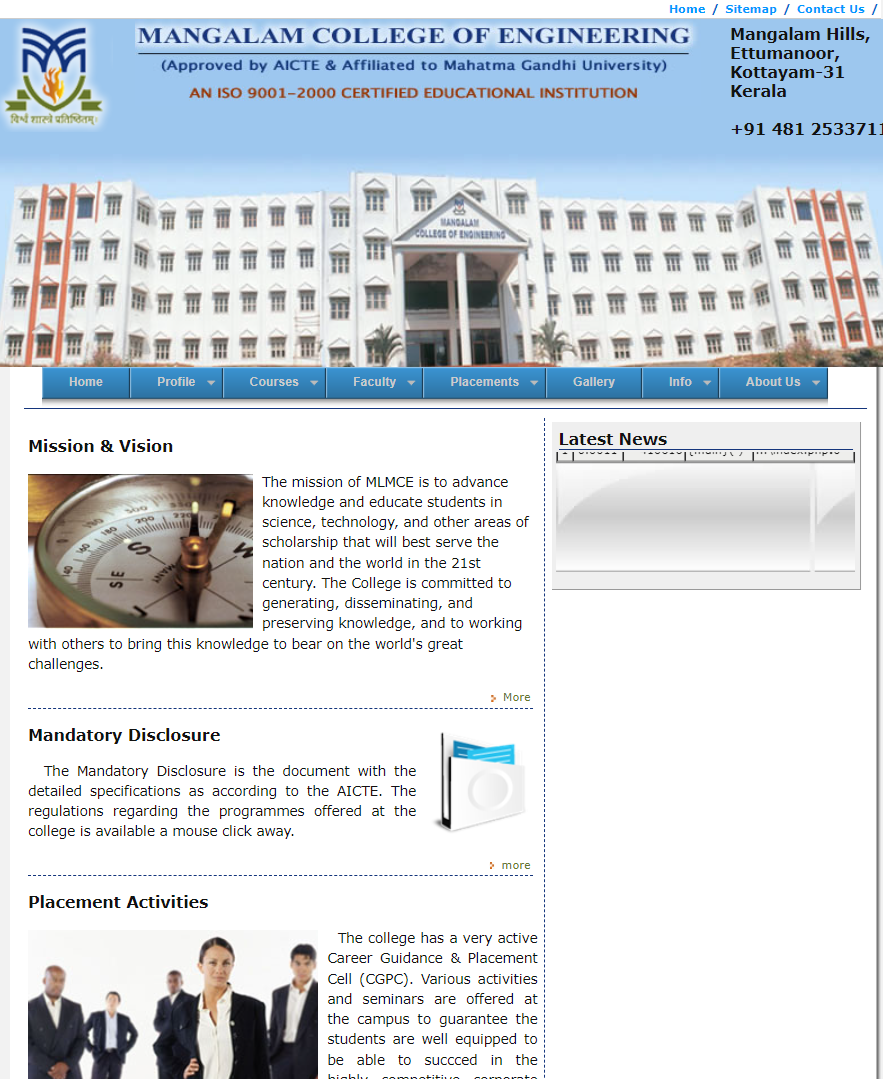 Home / Sitemap / Contact Us /
MANGALAM COLLEGE OF ENGINEERING
(Approved by AICTE & Affiliated to Mahatma Gandhi University)
AN ISO 9001-2000 CERTIFIED EDUCATIONAL INSTITUTION
Mangalam Hills,
Ettumanoor,
Kottayam-31
Kerala
+91 481 2533711
MANGALAM
COLLEGE OF ENGINEERING
Home Profile Courses Faculty Placements Gallery Info About Us
Mission & Vision
The mission of MLMCE is to advance
knowledge and educate students in
science, technology, and other areas of
scholarship that will best serve the
nation and the world in the 21st
century. The College is committed to
generating, disseminating, and
preserving knowledge, and to working
with others to bring this knowledge to bear on the world's great
challenges.
More
Mandatory Disclosure
The Mandatory Disclosure is the document with the
detailed specifications as according to the AICTE. The
regulations regarding the programmes offered at the
college is available a mouse click away.
more
Placement Activities
The college has a very active
Career Guidance & Placement
Cell (CGPC). Various activities
and seminars are offered at
the campus to guarantee the
students are well equipped to
be able to succced in the
highly competitive corporate
Latest News